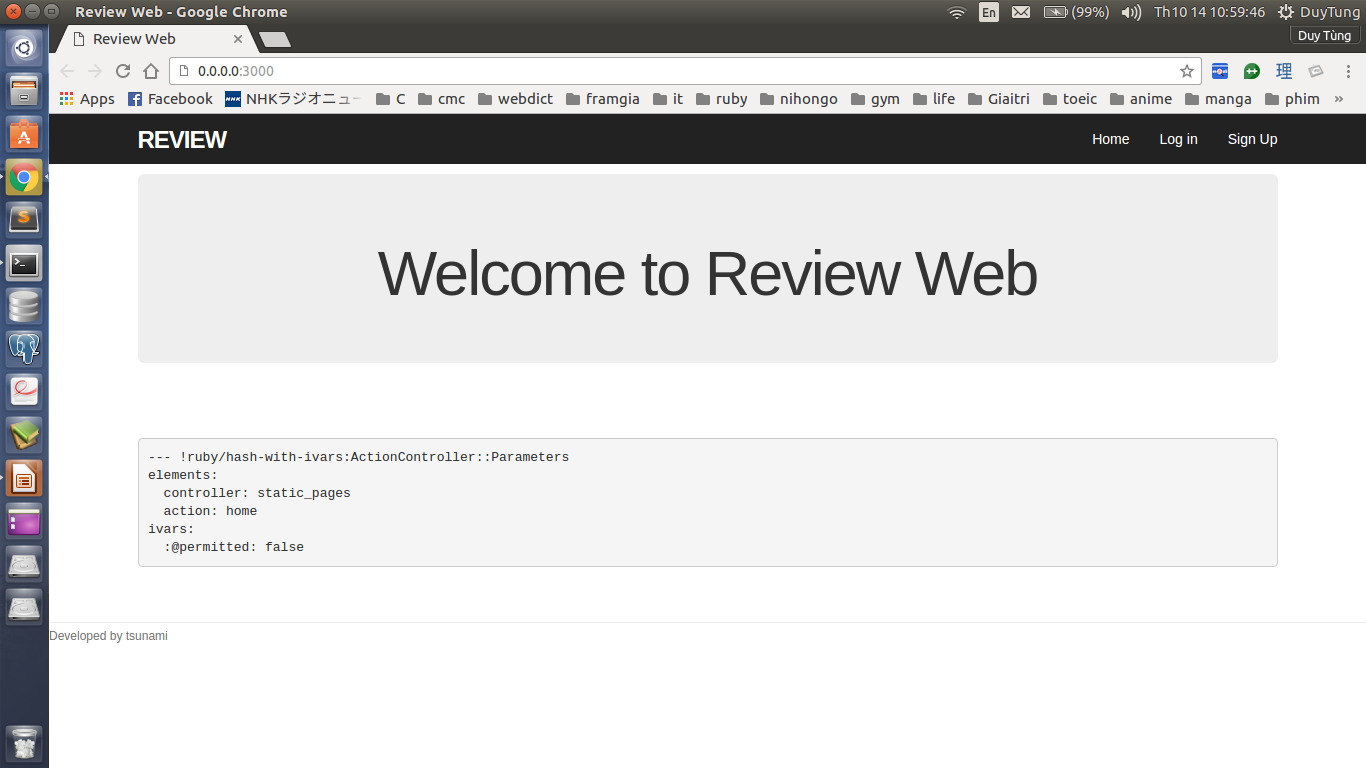 Review Web - Google Chrome
En (99%) Th10 14 10:59:46 DuyTung
Review Web Duy Tùng
0.0.0.0:3000 理
Apps Facebook NHKラジオニュー C cmc webdict framgia it ruby nihongo gym life Giaitri toeic anime manga phim »
REVIEW Home Log in Sign Up
Welcome to Review Web
--- !ruby/hash-with-ivars:ActionController::Parameters
elements:
  controller: static_pages
  action: home
ivars:
  :@permitted: false
Developed by tsunami